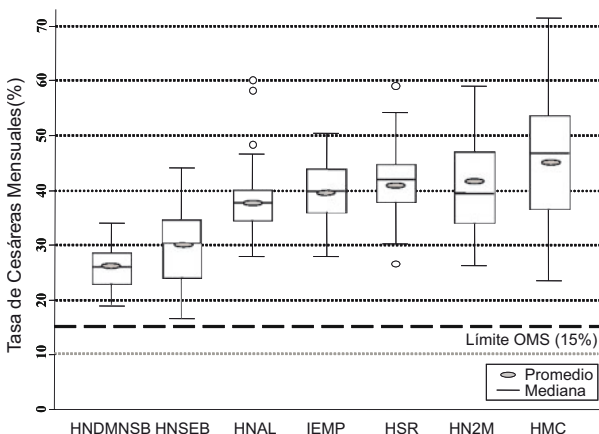 Tasa de Cesáreas Mensuales(%)
70
60
50
40
30
20
10
0
Límite OMS (15%)
Promedio
Mediana
HNDMNSB HNSEB HNAL IEMP HSR HN2M HMC